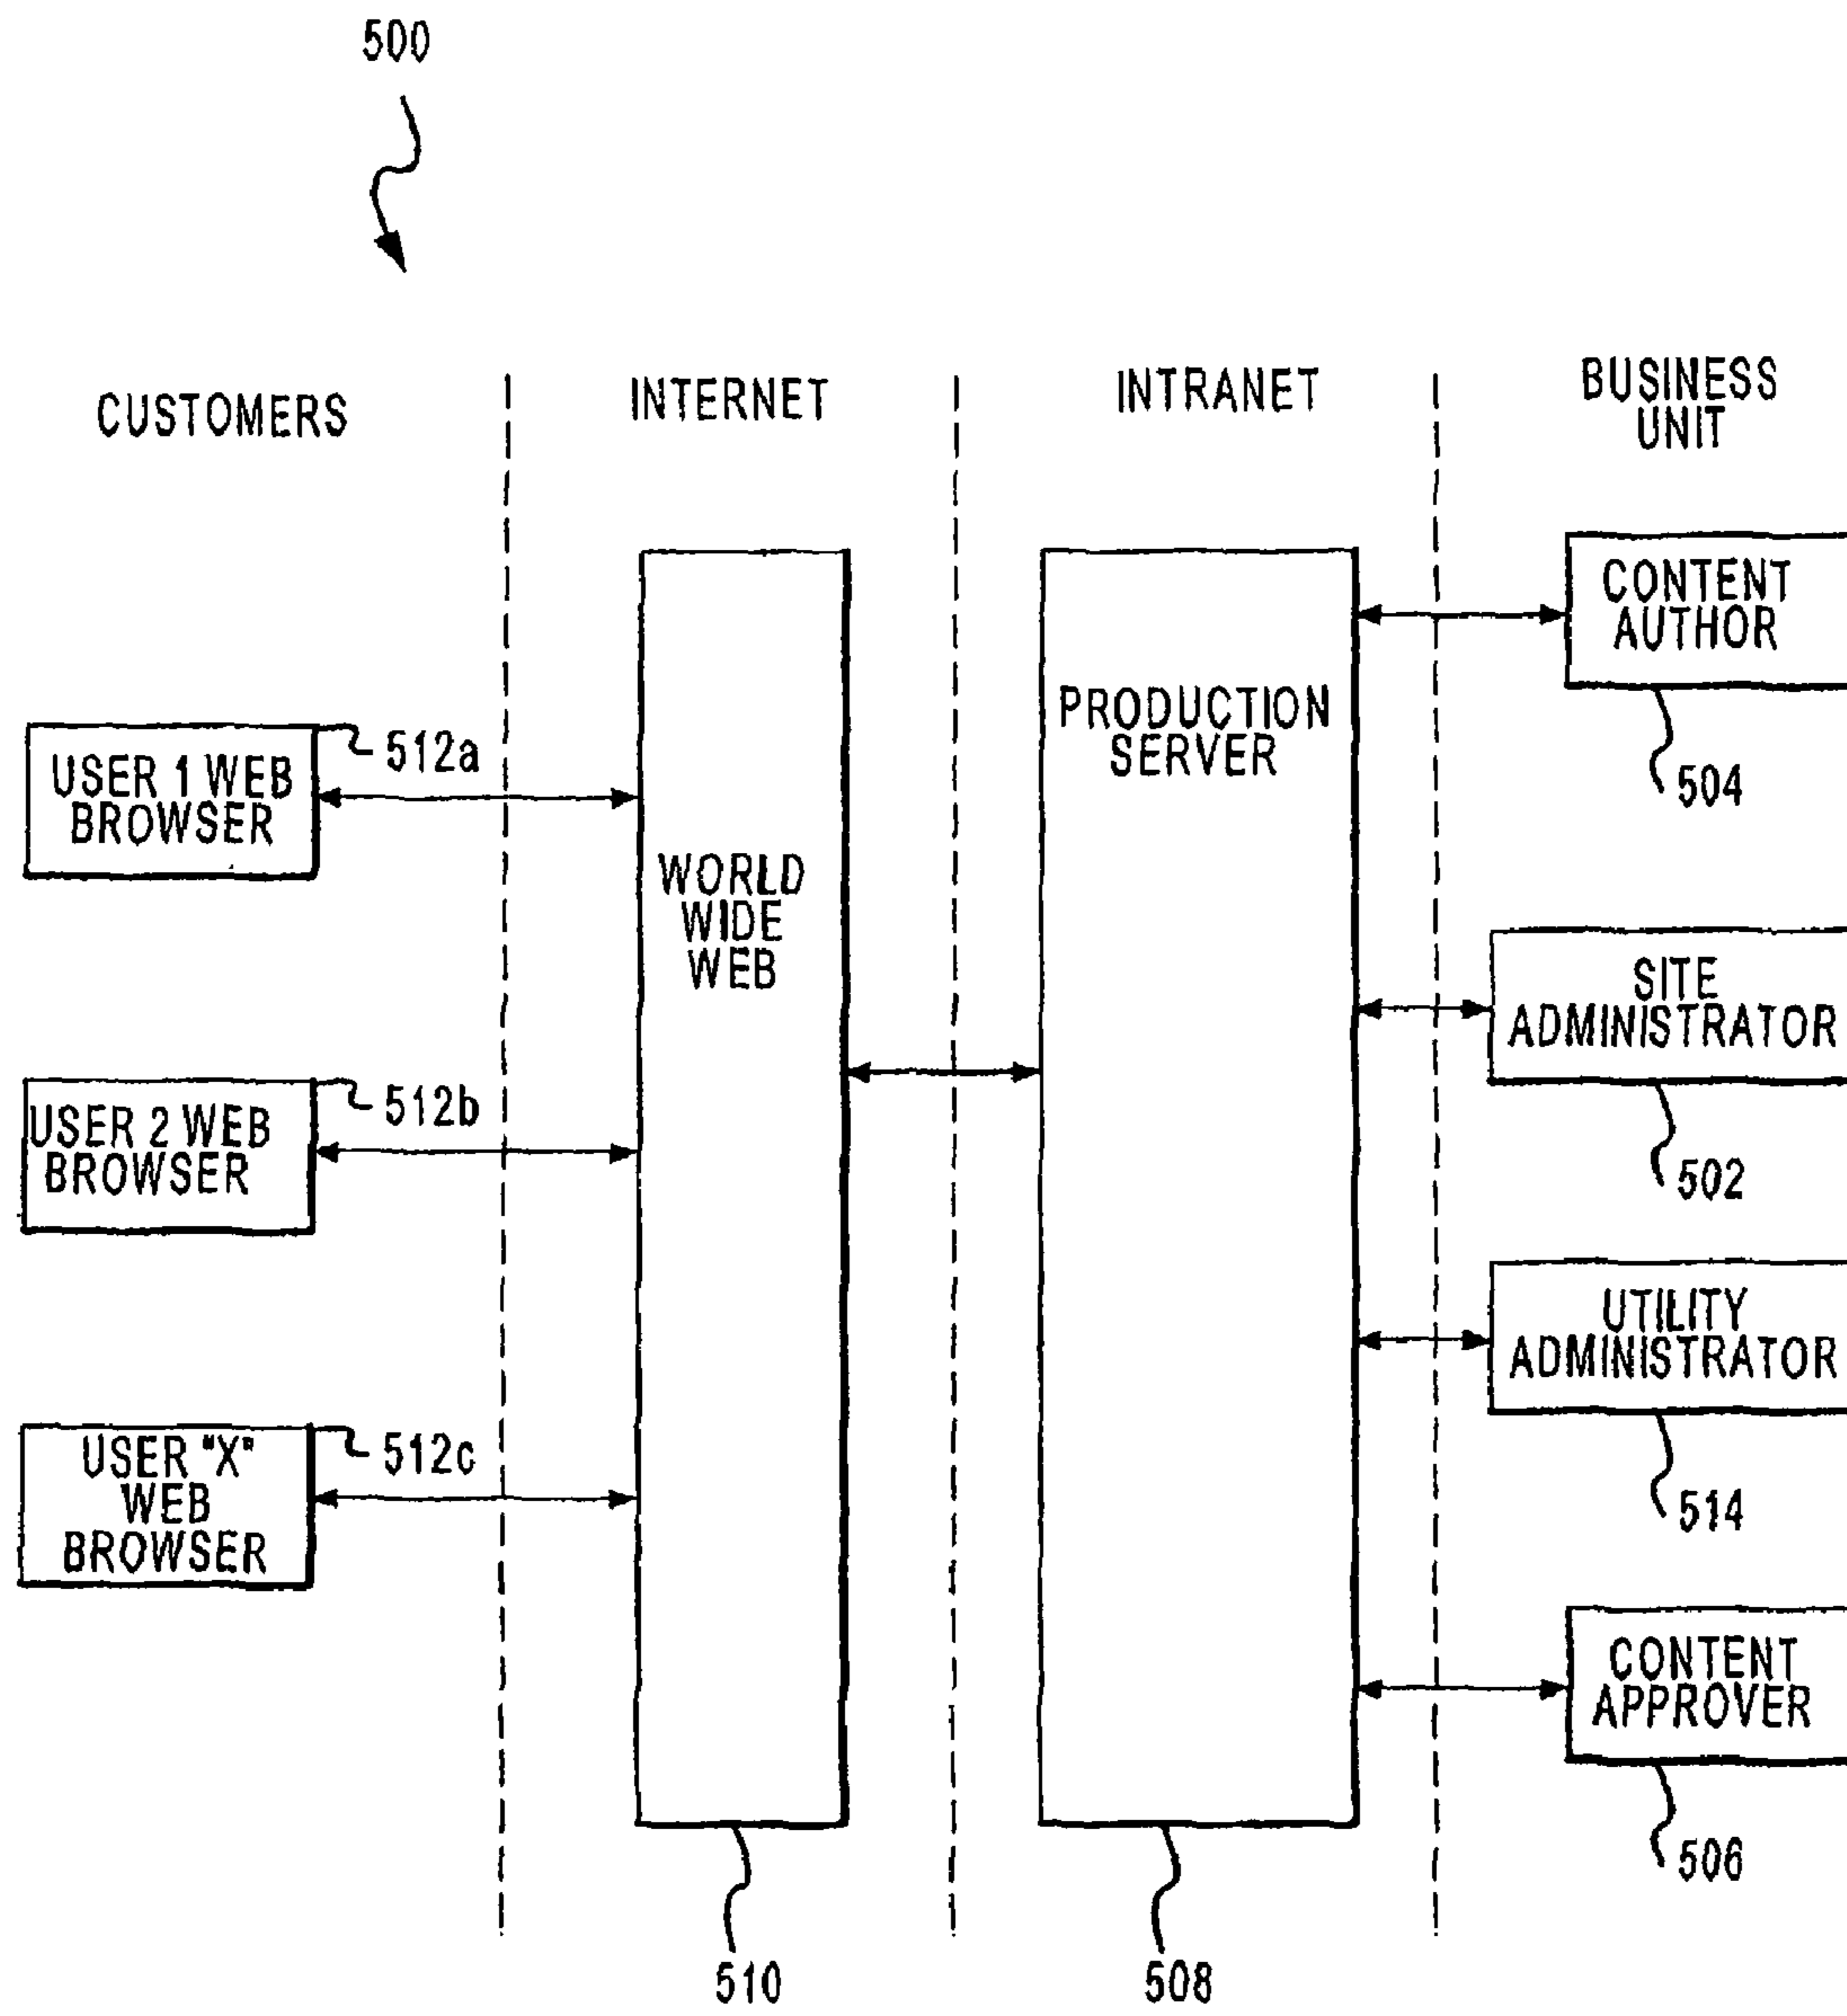 500
CUSTOMERS
INTERNET
INTRANET
BUSINESS
UNIT
USER 1 WEB
BROWSER
512a
USER 2 WEB
BROWSER
512b
USER "X"
WEB
BROWSER
512c
WORLD
WIDE
WEB
510
PRODUCTION
SERVER
508
CONTENT
AUTHOR
504
SITE
ADMINISTRATOR
502
UTILITY
ADMINISTRATOR
514
CONTENT
APPROVER
506